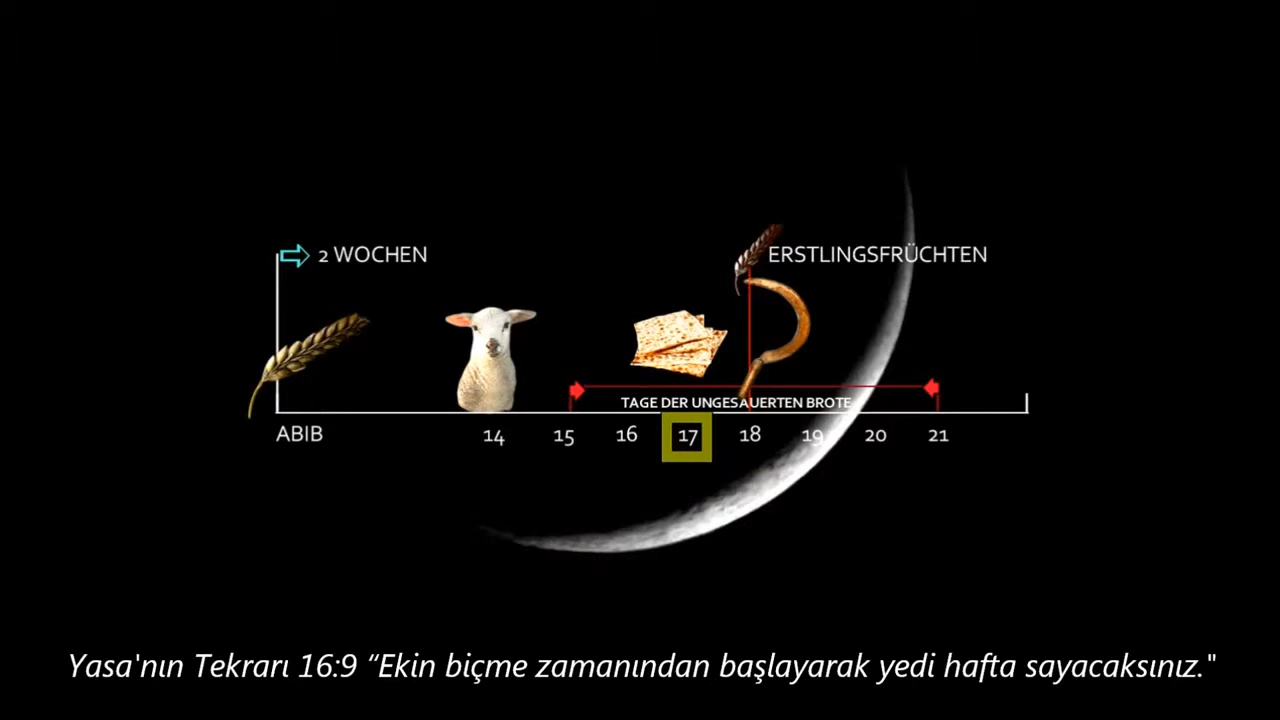 2 WOCHEN
ERSTLINGSFRÜCHTEN
TAGE DER UNGESAUERTEN BROTE
ABIB 14 15 16 17 18 19 20 21
Yasa'nın Tekrarı 16:9 “Ekin biçme zamanından başlayarak yedi hafta sayacaksınız."